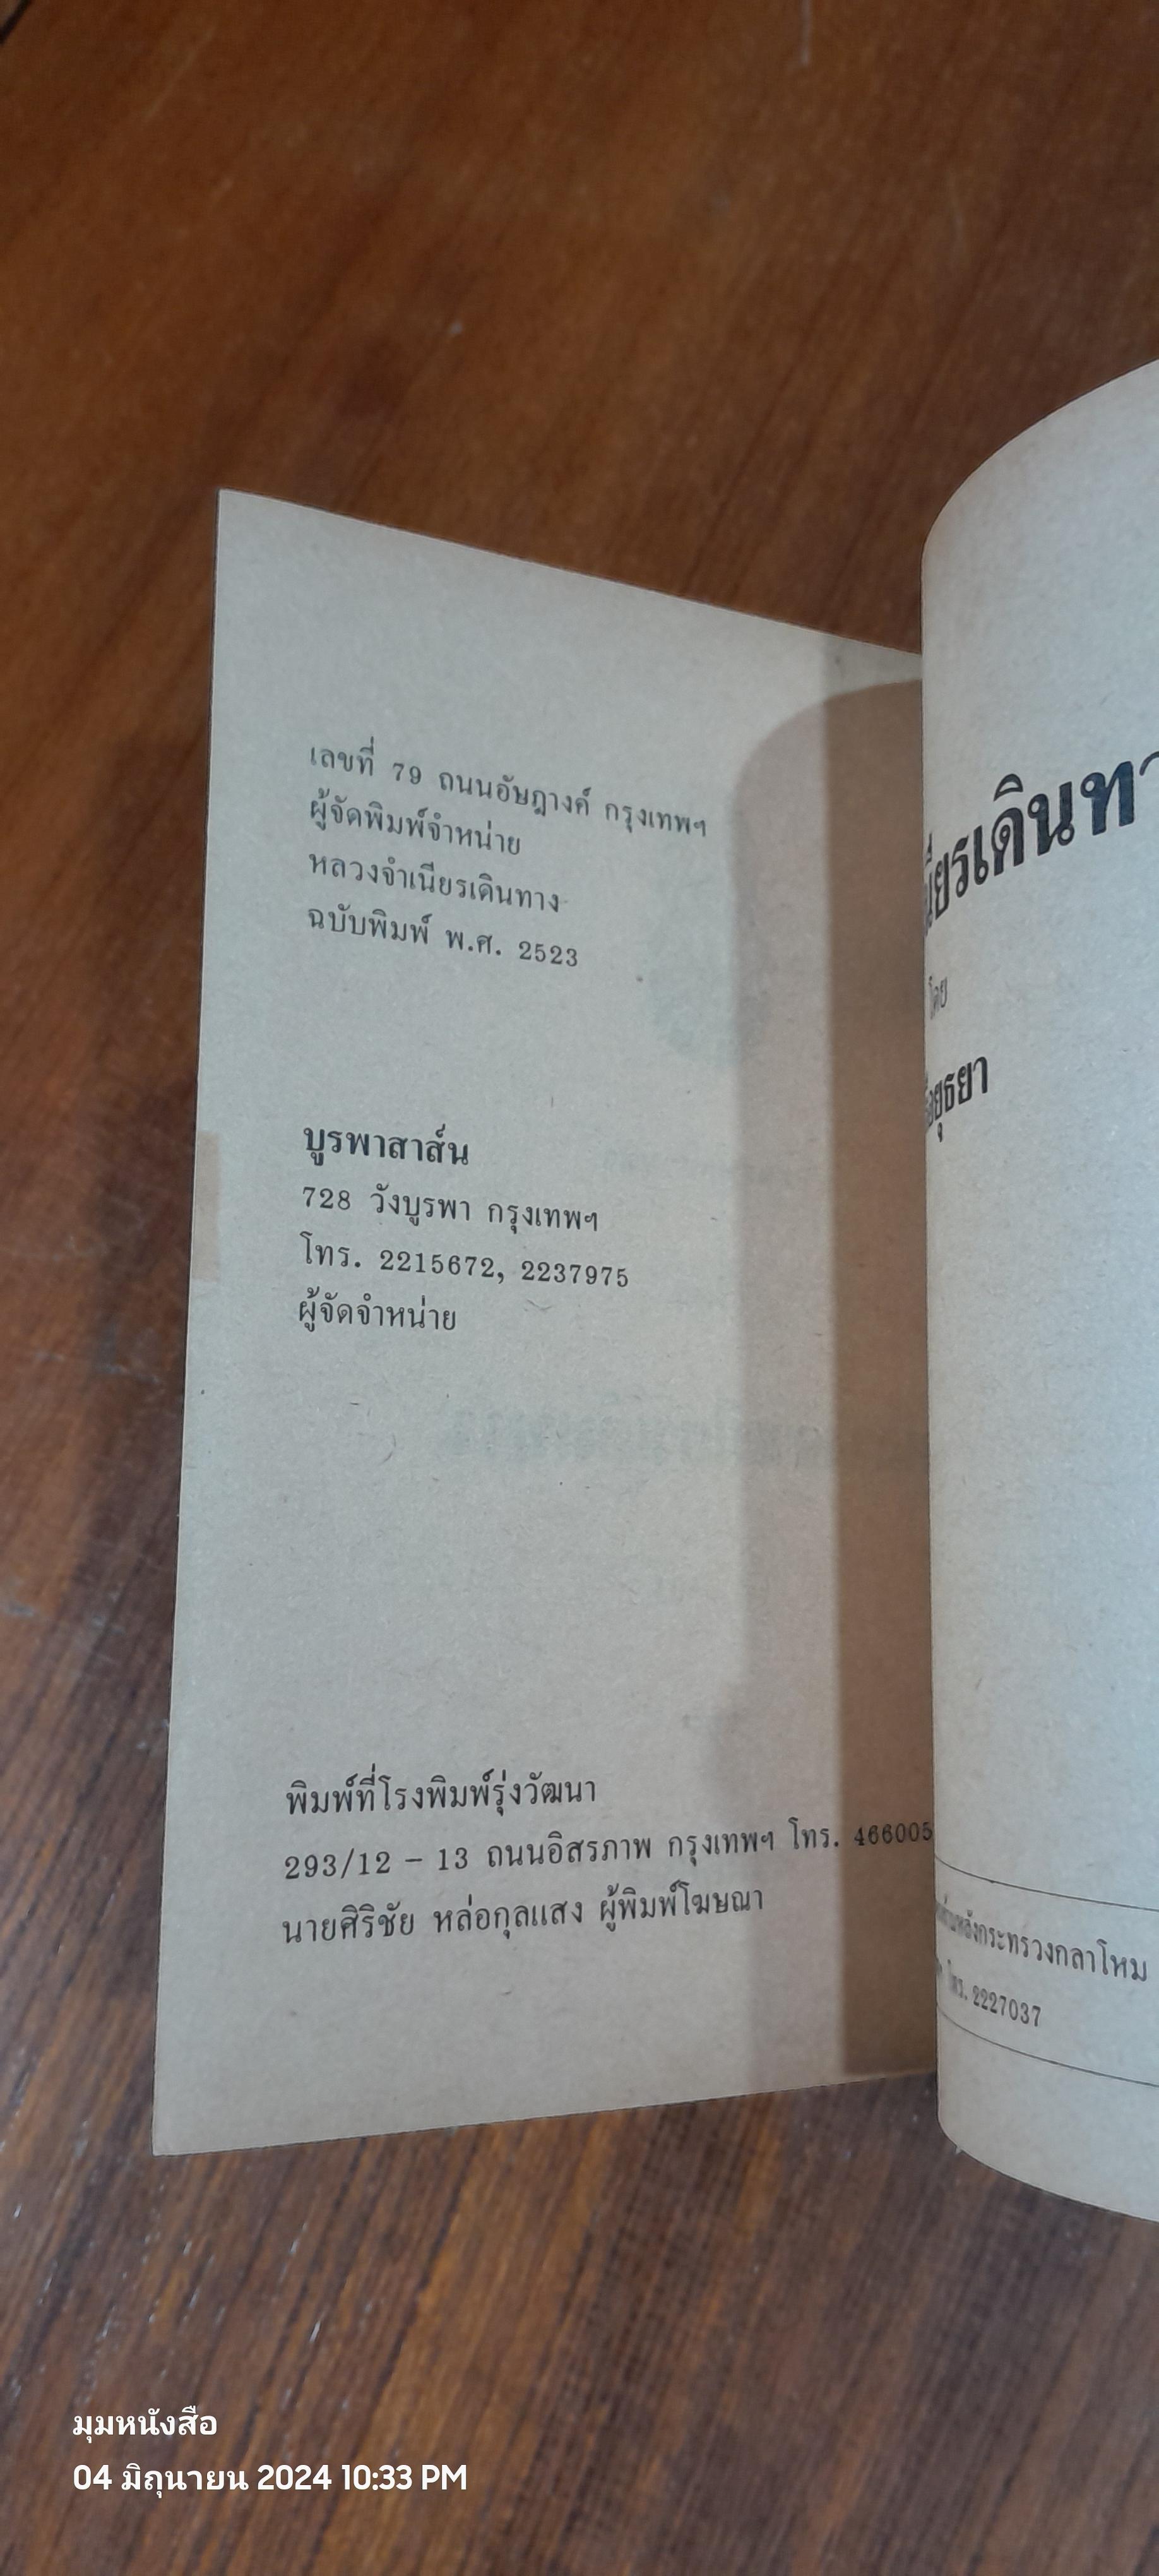 เลขที่ 79 ถนนอัษฎางค์ กรุงเทพฯ
ผู้จัดพิมพ์จำหน่าย
หลวงจำเนียรเดินทาง
ฉบับพิมพ์ พ.ศ. 2523
บูรพาสาส์น
728 วังบูรพา กรุงเทพฯ
โทร. 2215672, 2237975
ผู้จัดจำหน่าย
พิมพ์ที่โรงพิมพ์รุ่งวัฒนา
293/12 – 13 ถนนอิสรภาพ กรุงเทพฯ โทร. 466005
นายศิริชัย หล่อกุลแสง ผู้พิมพ์โฆษณา
นียรเดินทา
โดย
อยุธยา
หลังกระทรวงกลาโหม
โทร. 2227037
มุมหนังสือ
04 มิถุนายน 2024 10:33 PM